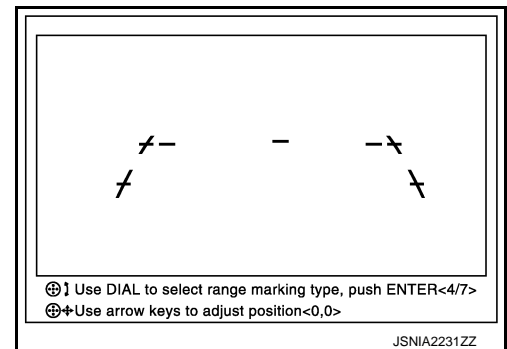 Use DIAL to select range marking type, push ENTER<4/7>
Use arrow keys to adjust position<0,0>
JSNIA2231ZZ